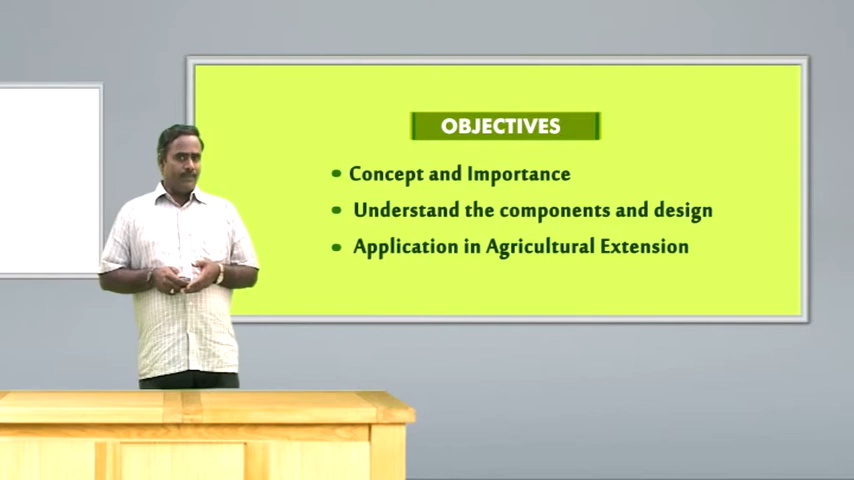 OBJECTIVES
Concept and Importance
Understand the components and design
Application in Agricultural Extension